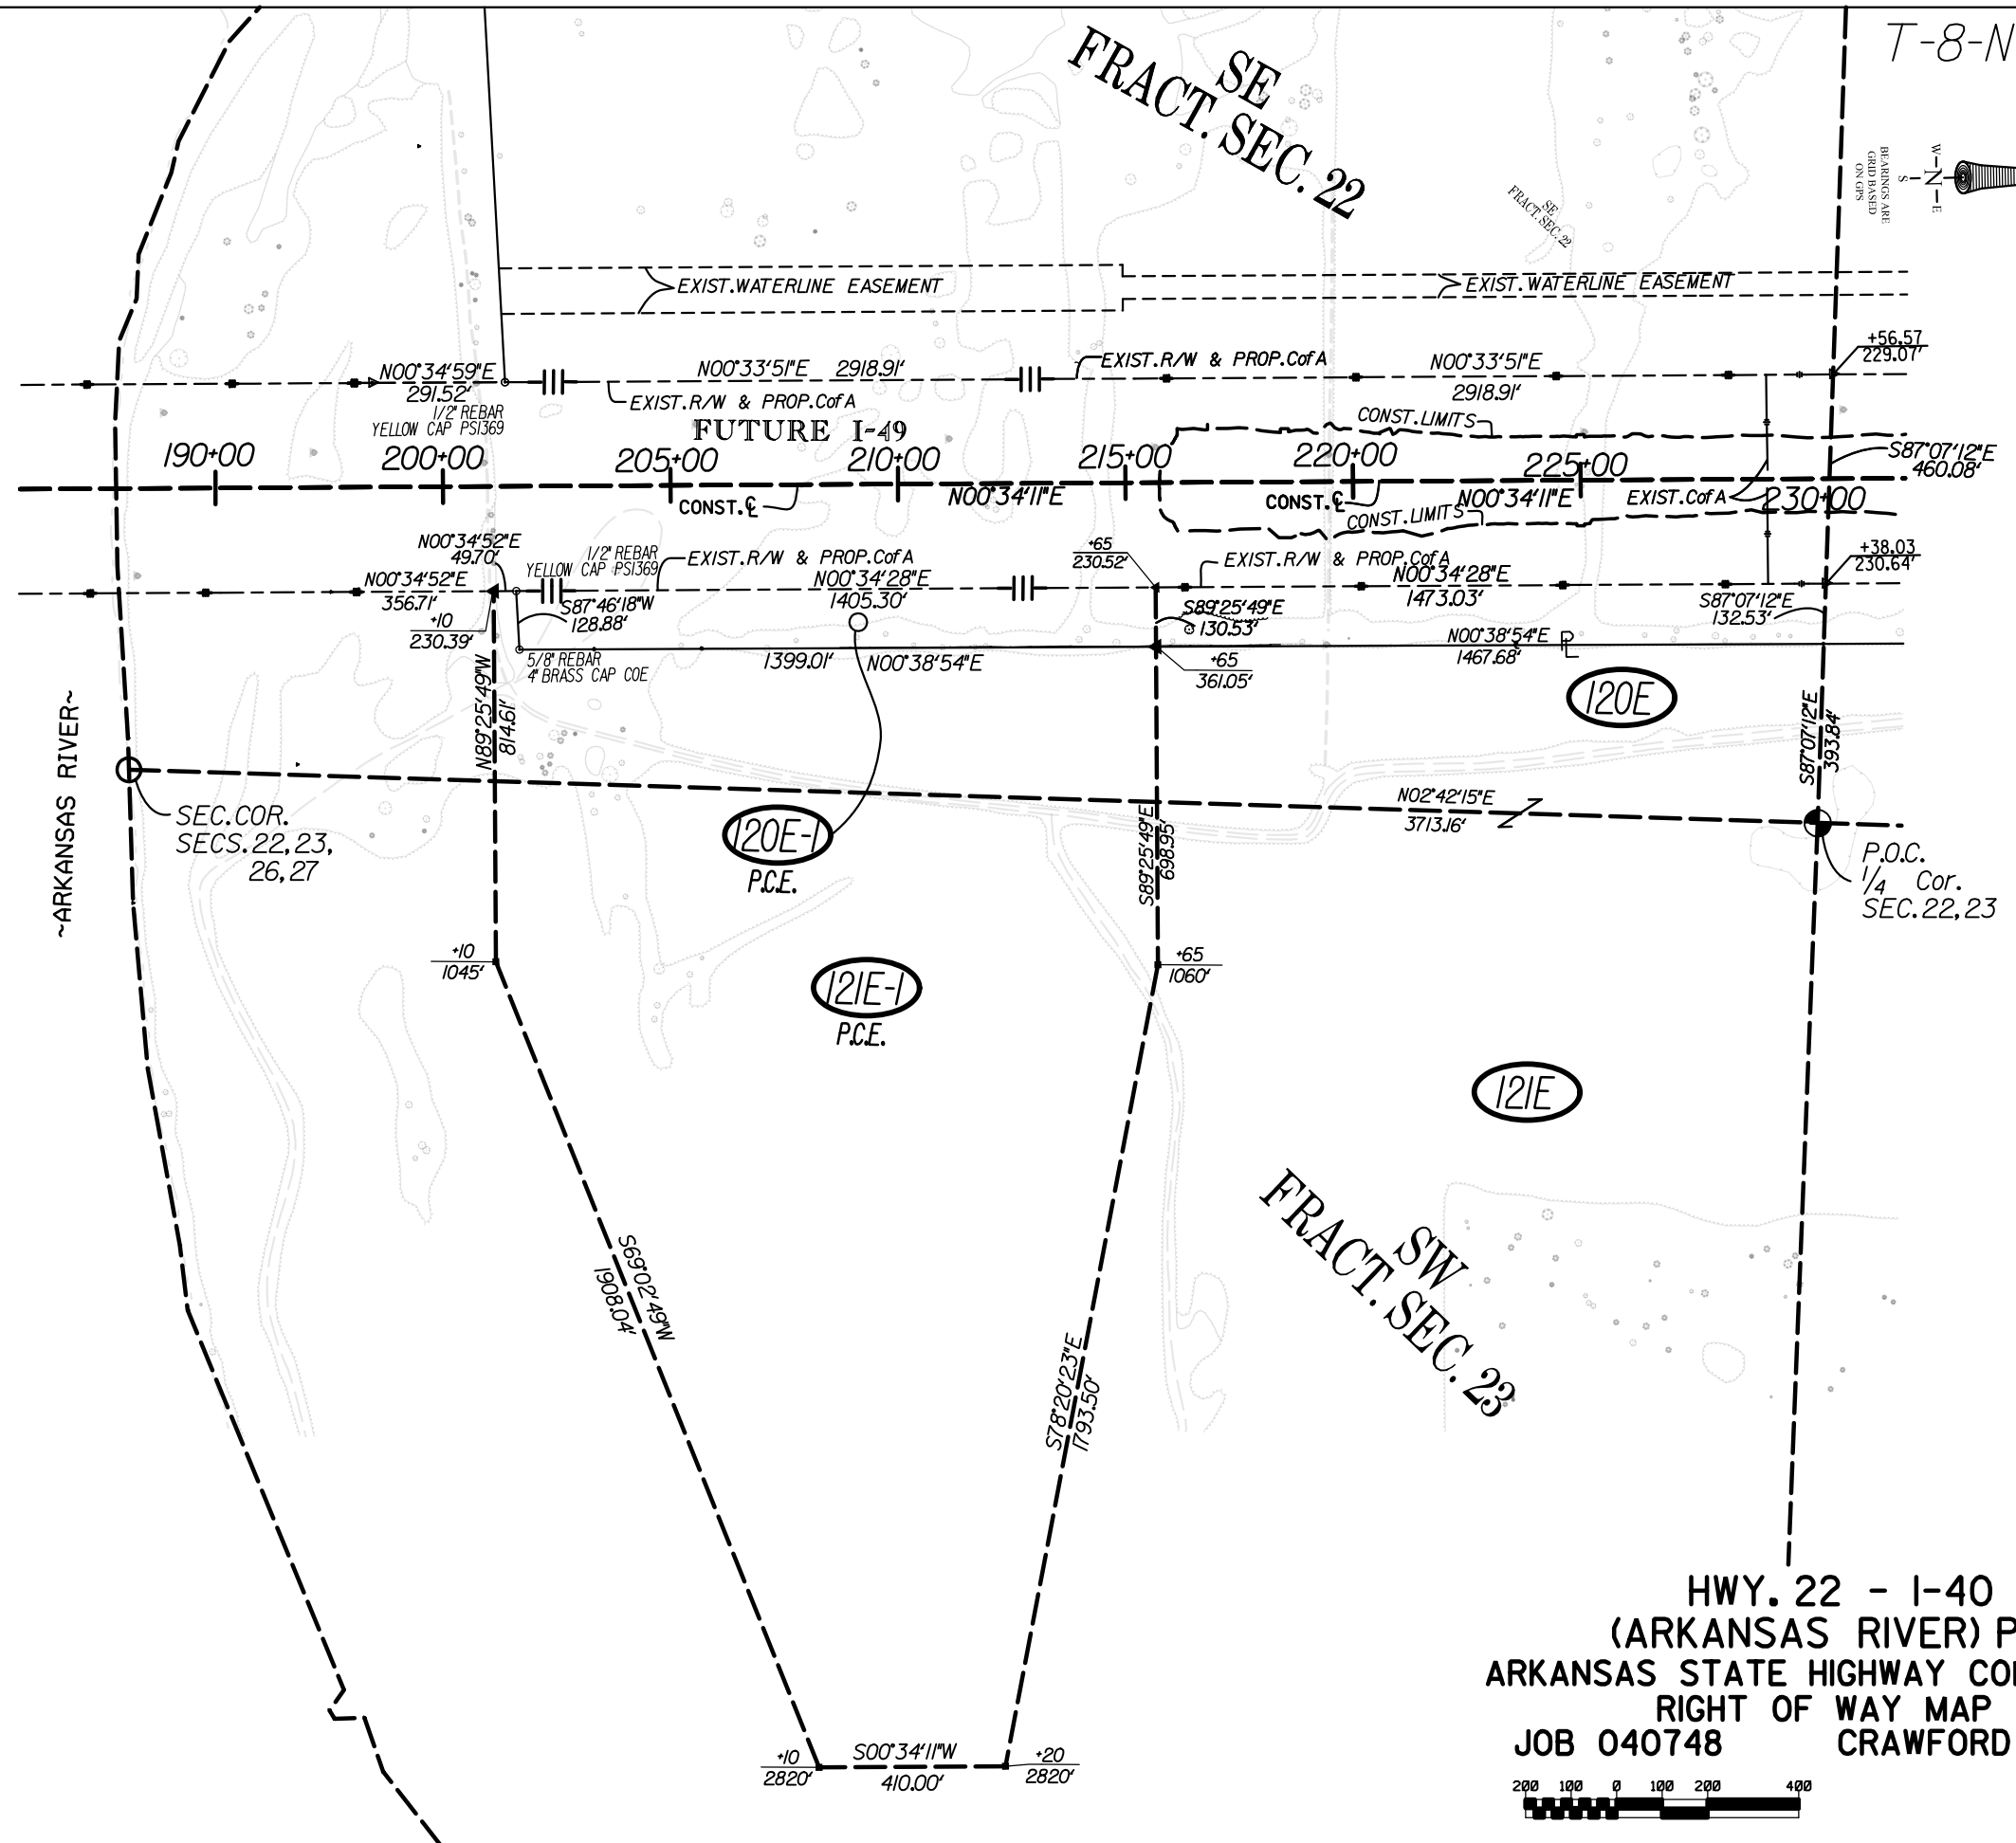 T-8-N
SE
FRACT. SEC. 22
W
N
S
E
BEARINGS ARE
GRID BASED
ON GPS
SE
FRACT. SEC. 22
EXIST. WATERLINE EASEMENT
EXIST. WATERLINE EASEMENT
+56.57
229.07'
N00°34'59"E
291.52'
N00°33'51"E 2918.91'
EXIST. R/W & PROP. CofA
N00°33'51"E
2918.91'
EXIST. R/W & PROP. CofA
1/2" REBAR
YELLOW CAP PS1369
FUTURE I-49
CONST. LIMITS
190+00
200+00
205+00
210+00
215+00
220+00
225+00
230+00
S87°07'12"E
460.08'
CONST. ℄
N00°34'11"E
CONST. ℄
N00°34'11"E
EXIST. CofA
CONST. LIMITS
N00°34'52"E
49.70'
1/2" REBAR
YELLOW CAP PS1369
EXIST. R/W & PROP. CofA
+65
230.52'
EXIST. R/W & PROP. CofA
+38.03
230.64'
N00°34'52"E
356.71'
N00°34'28"E
1405.30'
N00°34'28"E
1473.03'
S87°46'18"W
128.88'
S89°25'49"E
130.53'
S87°07'12"E
132.53'
+10
230.39'
5/8" REBAR
4" BRASS CAP COE
1399.01' N00°38'54"E
+65
361.05'
N00°38'54"E
1467.68'
120E
N89°25'49"W
814.61'
S87°07'12"E
393.84'
~ARKANSAS RIVER~
SEC. COR.
SECS. 22, 23,
26, 27
120E-1
P.C.E.
S89°25'49"E
698.95'
N02°42'15"E
3713.16'
P.O.C.
1/4 Cor.
SEC. 22, 23
+10
1045'
121E-1
P.C.E.
+65
1060'
121E
SW
FRACT. SEC. 23
S69°02'49"W
1908.04'
S78°20'23"E
1793.50'
+10
2820'
S00°34'11"W
410.00'
+20
2820'
HWY. 22 - I-40
(ARKANSAS RIVER) P
ARKANSAS STATE HIGHWAY CO
RIGHT OF WAY MAP
JOB 040748 CRAWFORD
200 100 0 100 200 400